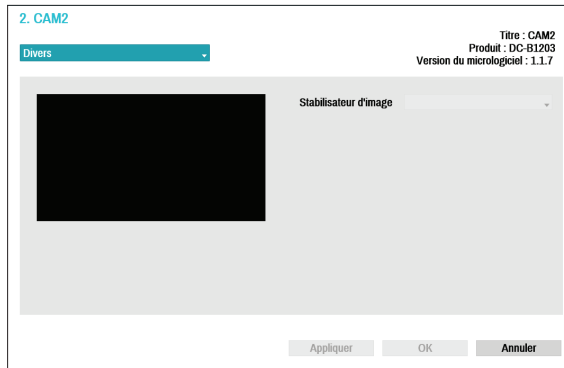 2. CAM2
Titre : CAM2
Divers
Produit : DC-B1203
Version du micrologiciel : 1.1.7
Stabilisateur d'image
Appliquer OK Annuler